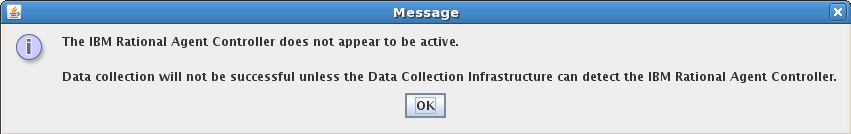 Message
The IBM Rational Agent Controller does not appear to be active.
Data collection will not be successful unless the Data Collection Infrastructure can detect the IBM Rational Agent Controller.
OK